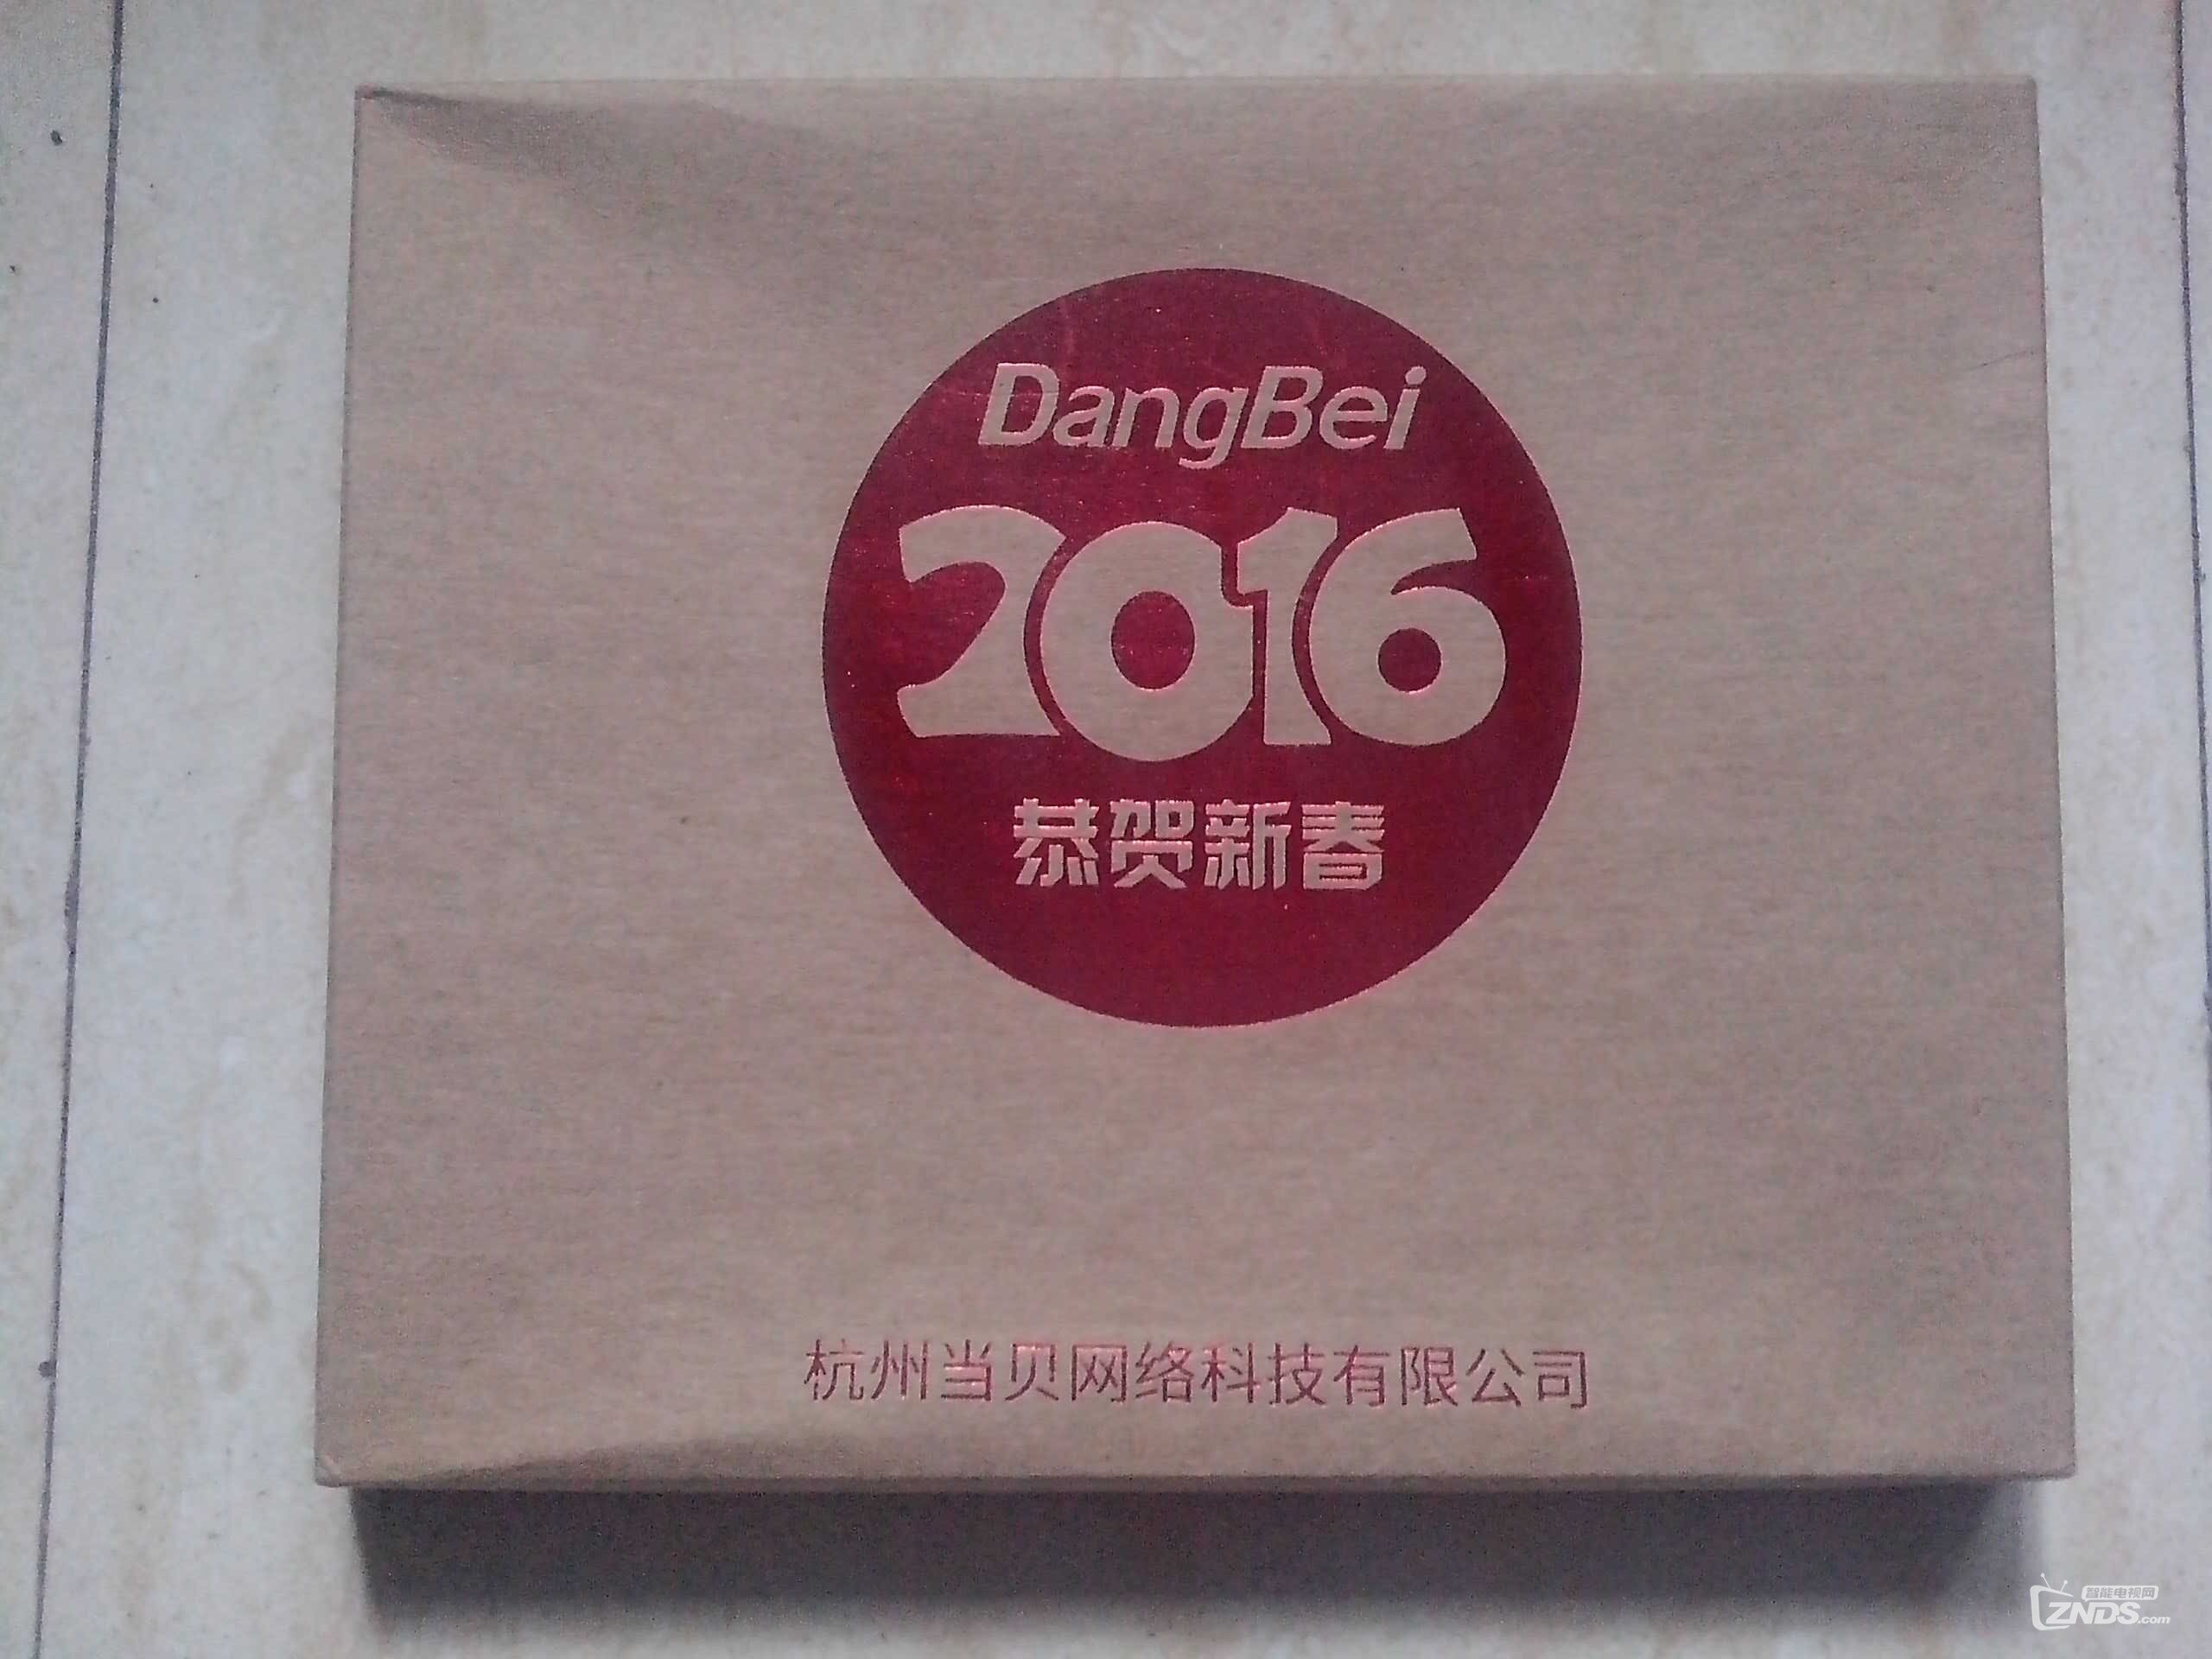 DangBei
2016
恭贺新春
杭州当贝网络科技有限公司
智能电视网
ZNDS.com